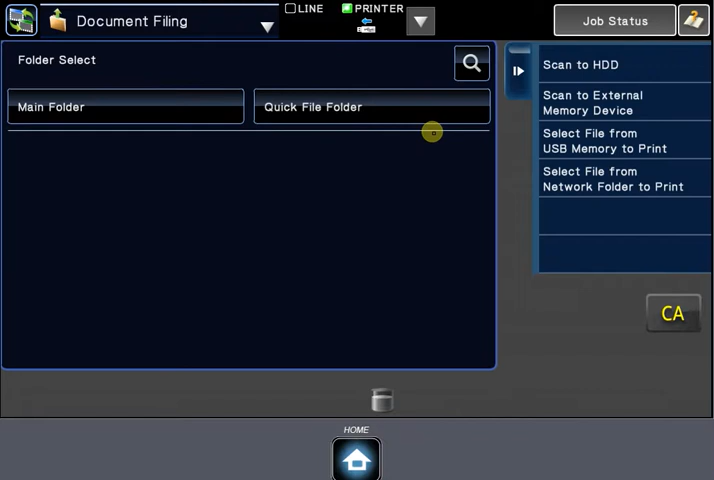 Document Filing
LINE
PRINTER
Job Status
Folder Select
Main Folder
Quick File Folder
Scan to HDD
Scan to External
Memory Device
Select File from
USB Memory to Print
Select File from
Network Folder to Print
CA
HOME